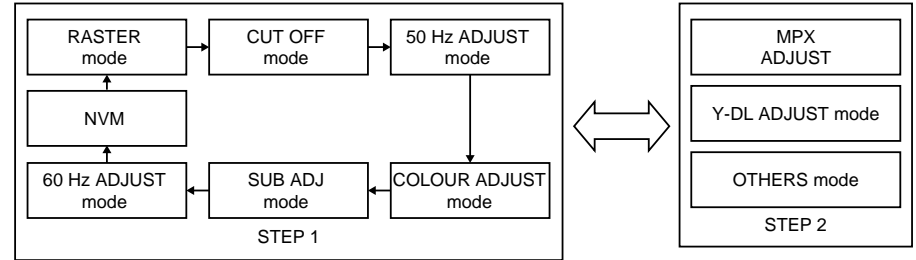 RASTER
mode
CUT OFF
mode
50 Hz ADJUST
mode
NVM
60 Hz ADJUST
mode
SUB ADJ
mode
COLOUR ADJUST
mode
STEP 1
MPX
ADJUST
Y-DL ADJUST mode
OTHERS mode
STEP 2